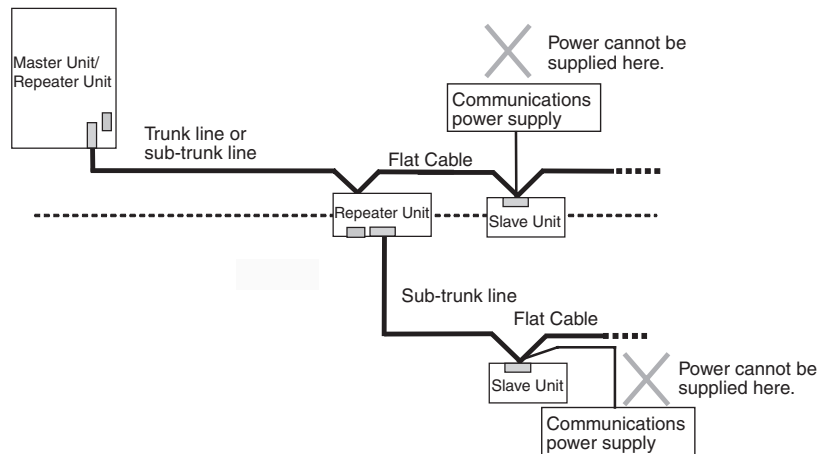 Master Unit/
Repeater Unit
Power cannot be
supplied here.
Communications
power supply
Trunk line or
sub-trunk line
Flat Cable
Repeater Unit
Slave Unit
Sub-trunk line
Flat Cable
Slave Unit
Power cannot be
supplied here.
Communications
power supply